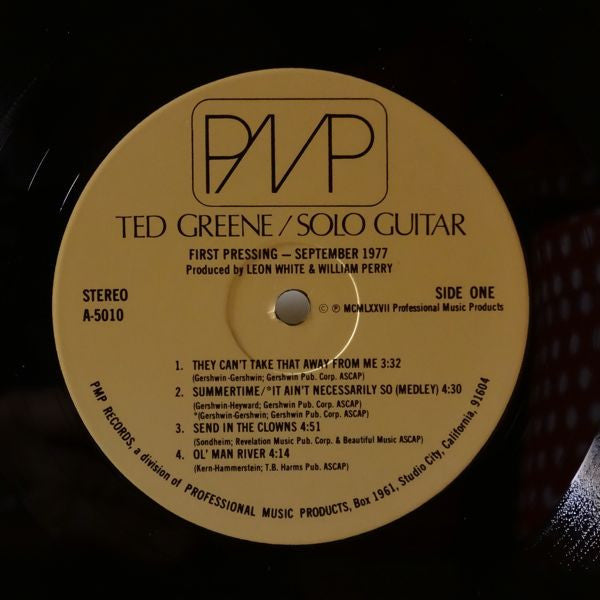 PMP
TED GREENE / SOLO GUITAR
FIRST PRESSING — SEPTEMBER 1977
Produced by LEON WHITE & WILLIAM PERRY
STEREO
A-5010
SIDE ONE
© ℗ MCMLXXVII Professional Music Products
1. THEY CAN'T TAKE THAT AWAY FROM ME 3:32
(Gershwin-Gershwin; Gershwin Pub. Corp. ASCAP)
2. SUMMERTIME/*IT AIN'T NECESSARILY SO (MEDLEY) 4:30
(Gershwin-Heyward; Gershwin Pub. Corp. ASCAP)
*(Gershwin-Gershwin; Gershwin Pub. Corp. ASCAP)
3. SEND IN THE CLOWNS 4:51
(Sondheim; Revelation Music Pub. Corp. & Beautiful Music ASCAP)
4. OL' MAN RIVER 4:14
(Kern-Hammerstein; T.B. Harms Pub. ASCAP)
PMP RECORDS, a division of PROFESSIONAL MUSIC PRODUCTS, Box 1961, Studio City, California, 91604